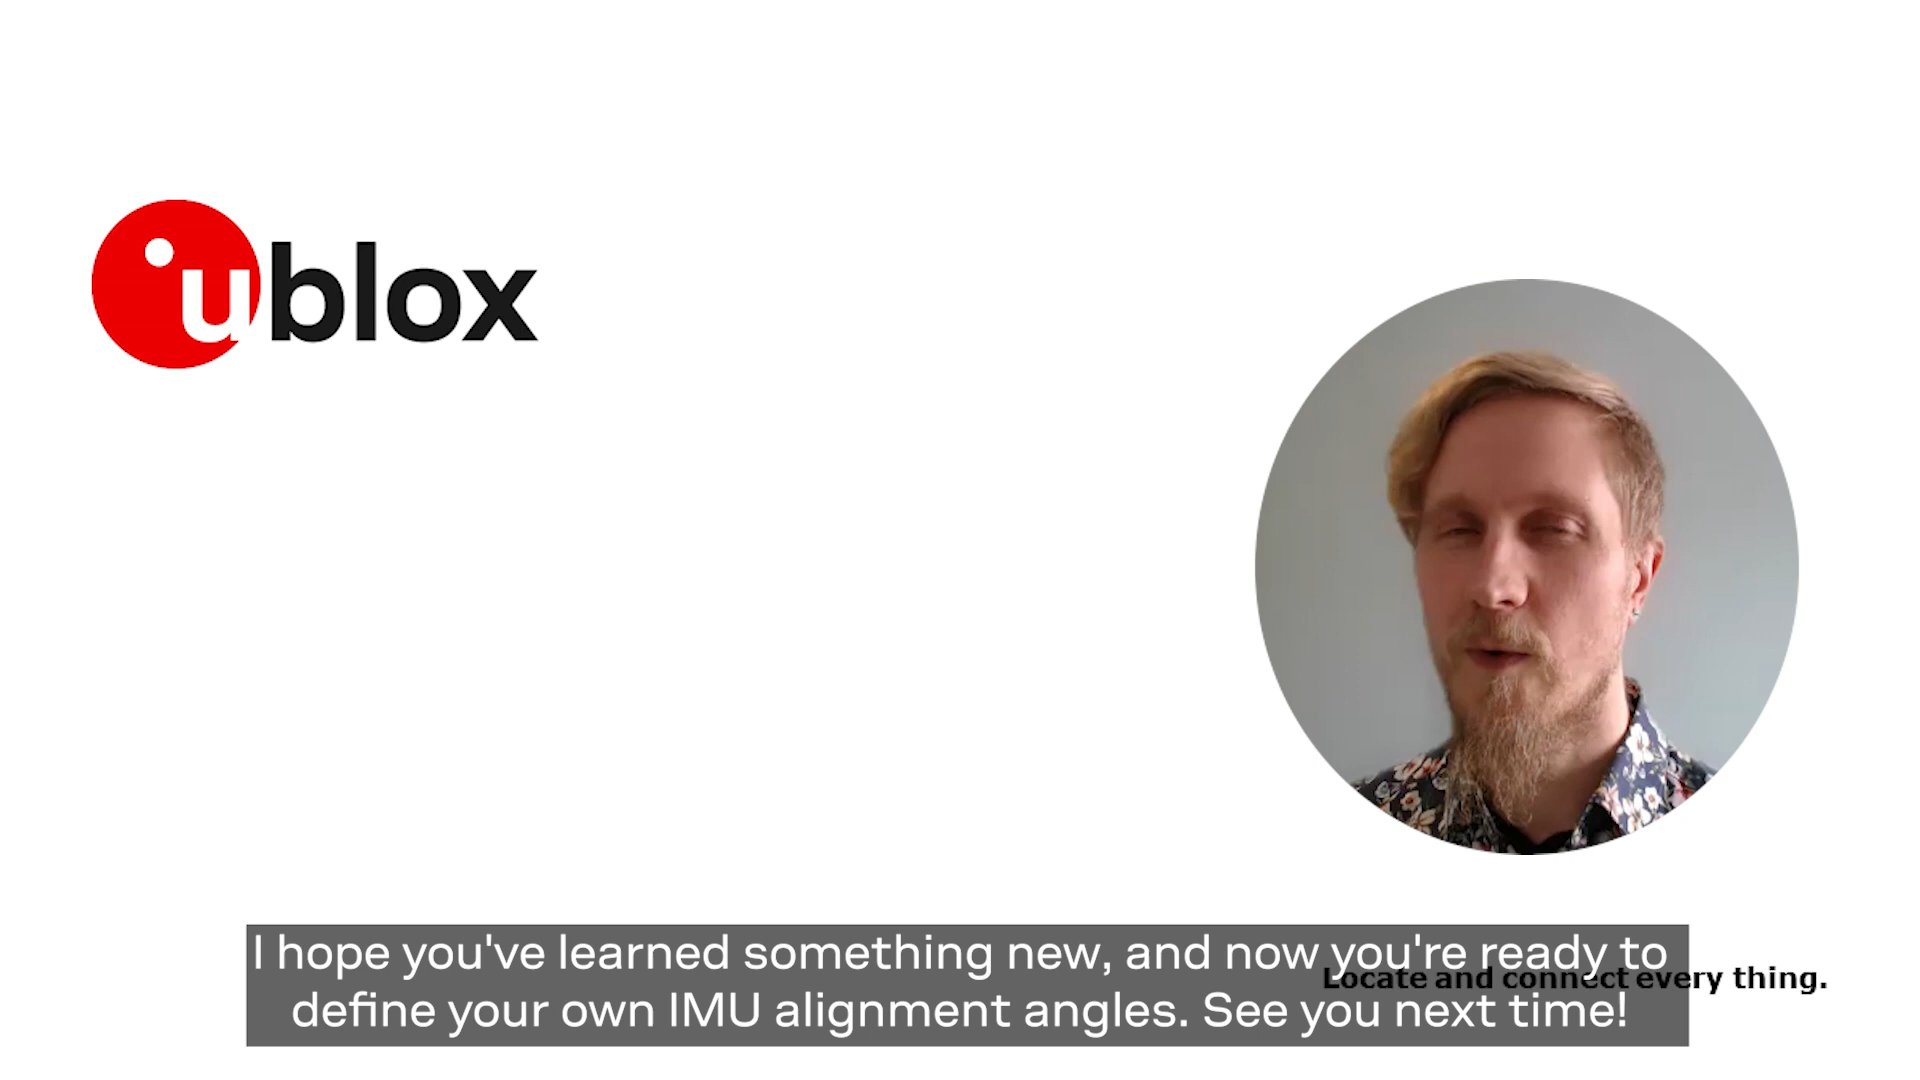 ublox
I hope you've learned something new, and now you're ready to
Locate and connect every thing.
define your own IMU alignment angles. See you next time!